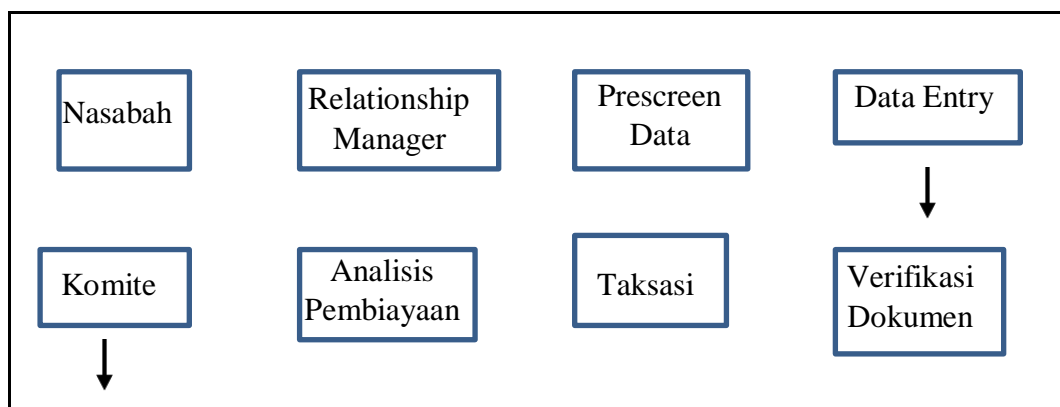 Nasabah
Relationship
Manager
Prescreen
Data
Data Entry
Komite
Analisis
Pembiayaan
Taksasi
Verifikasi
Dokumen